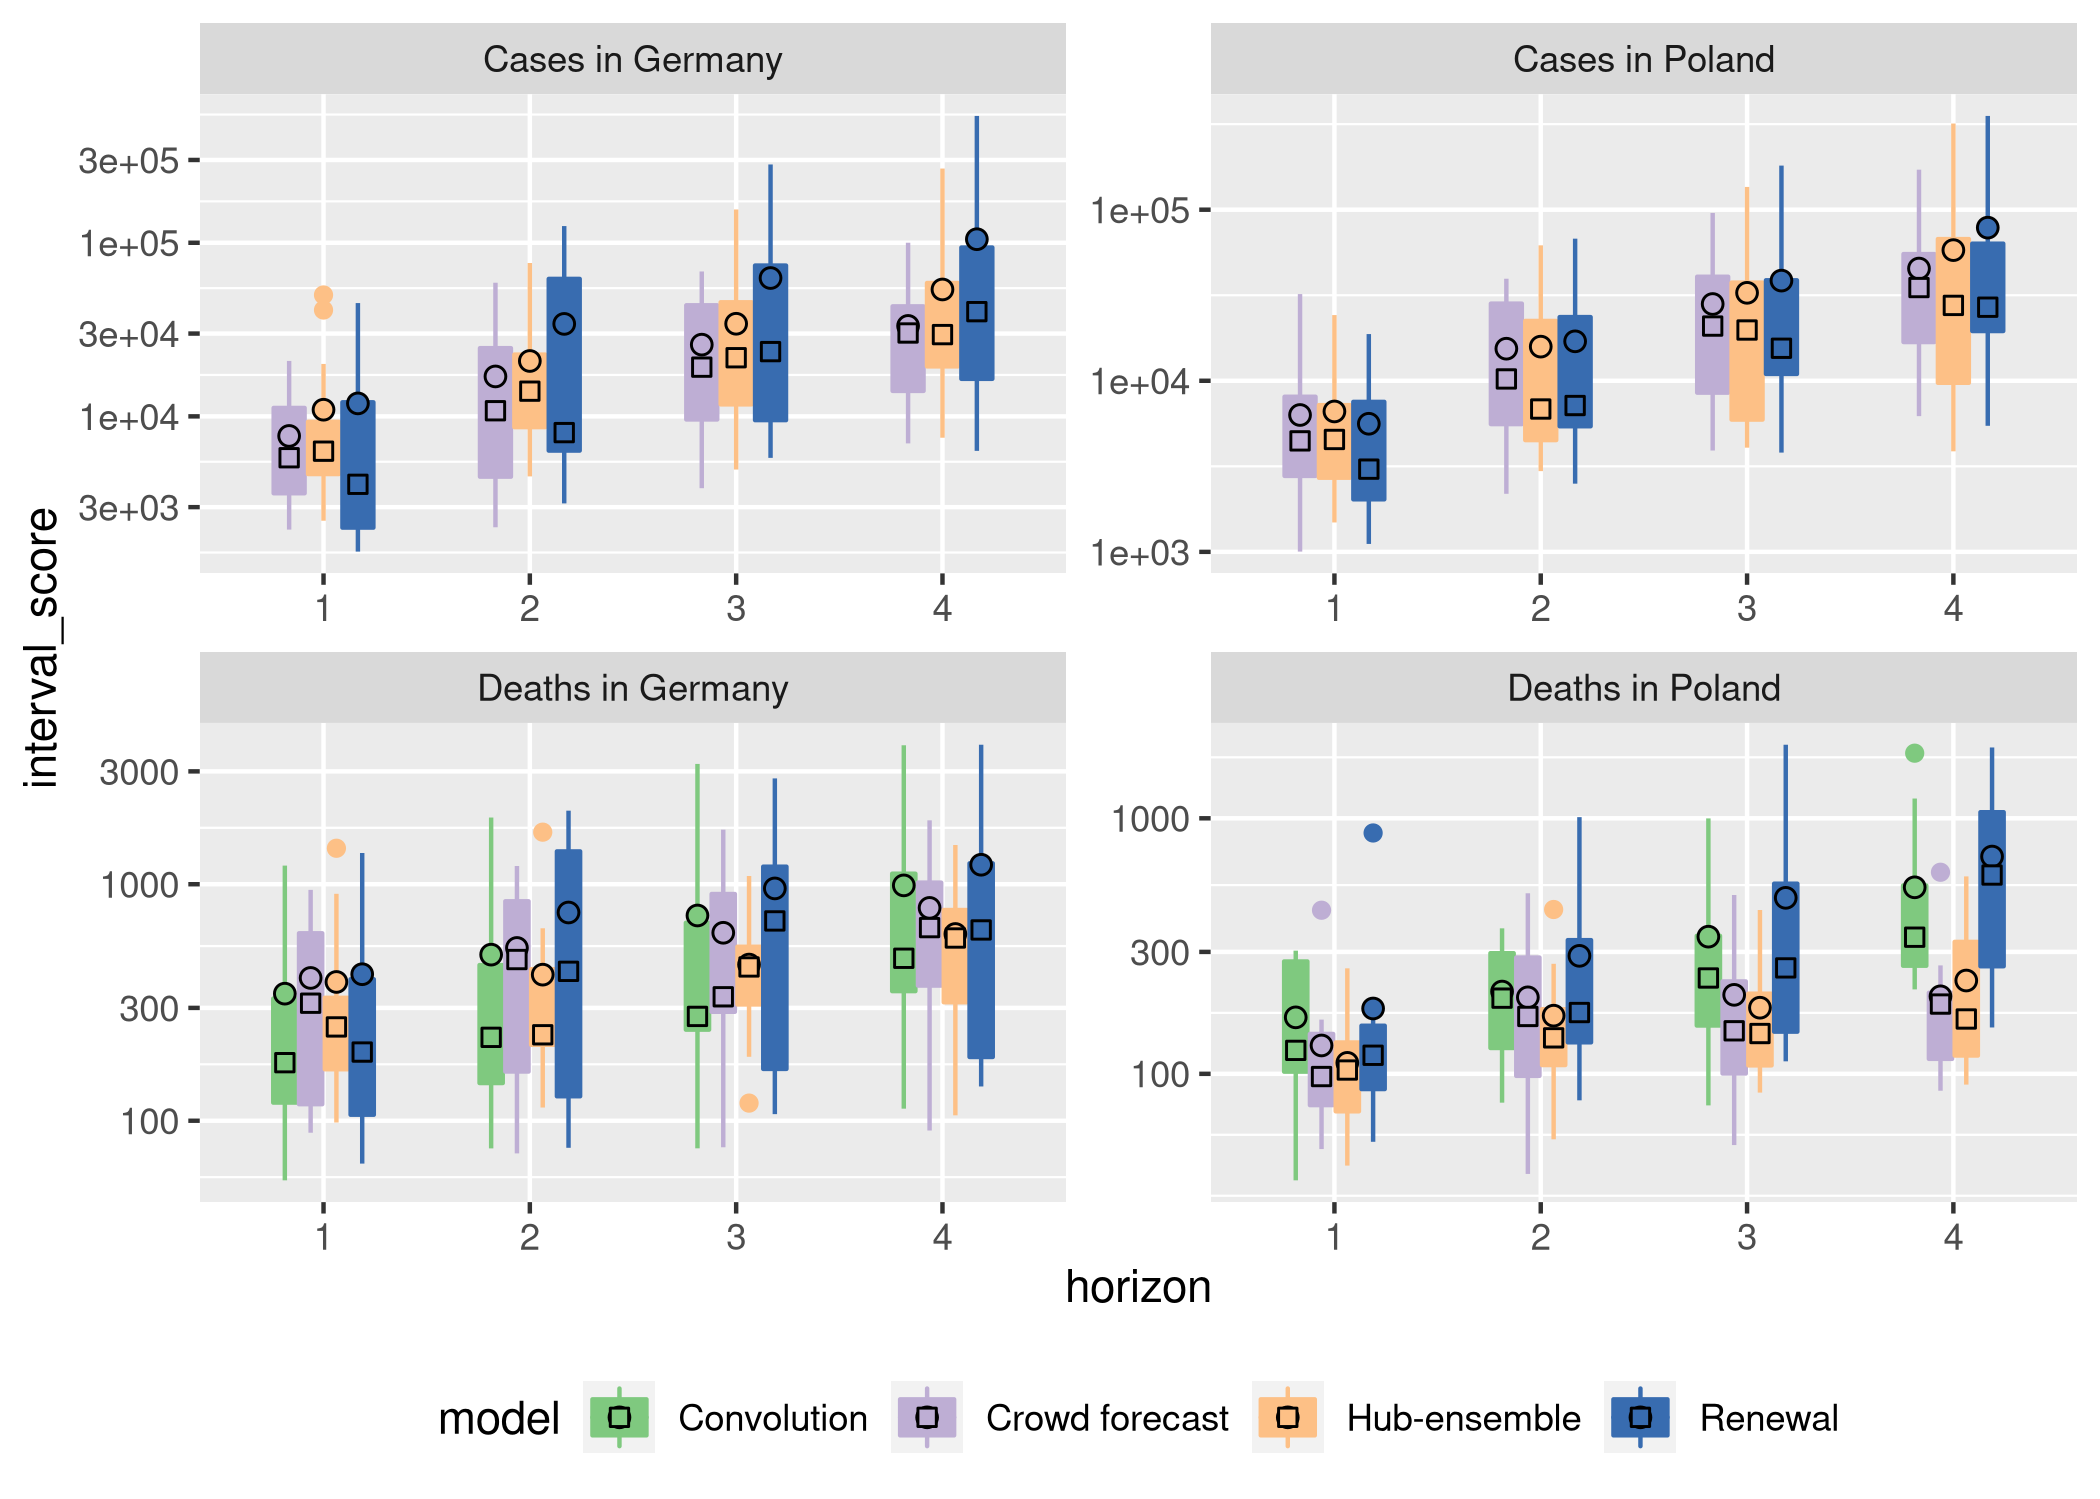 Cases in Germany
Cases in Poland
3e+05
1e+05
3e+04
1e+04
3e+03
1e+05
1e+04
1e+03
1 2 3 4
1 2 3 4
interval_score
Deaths in Germany
Deaths in Poland
3000
1000
300
100
1000
300
100
1 2 3 4
1 2 3 4
horizon
model Convolution Crowd forecast Hub-ensemble Renewal